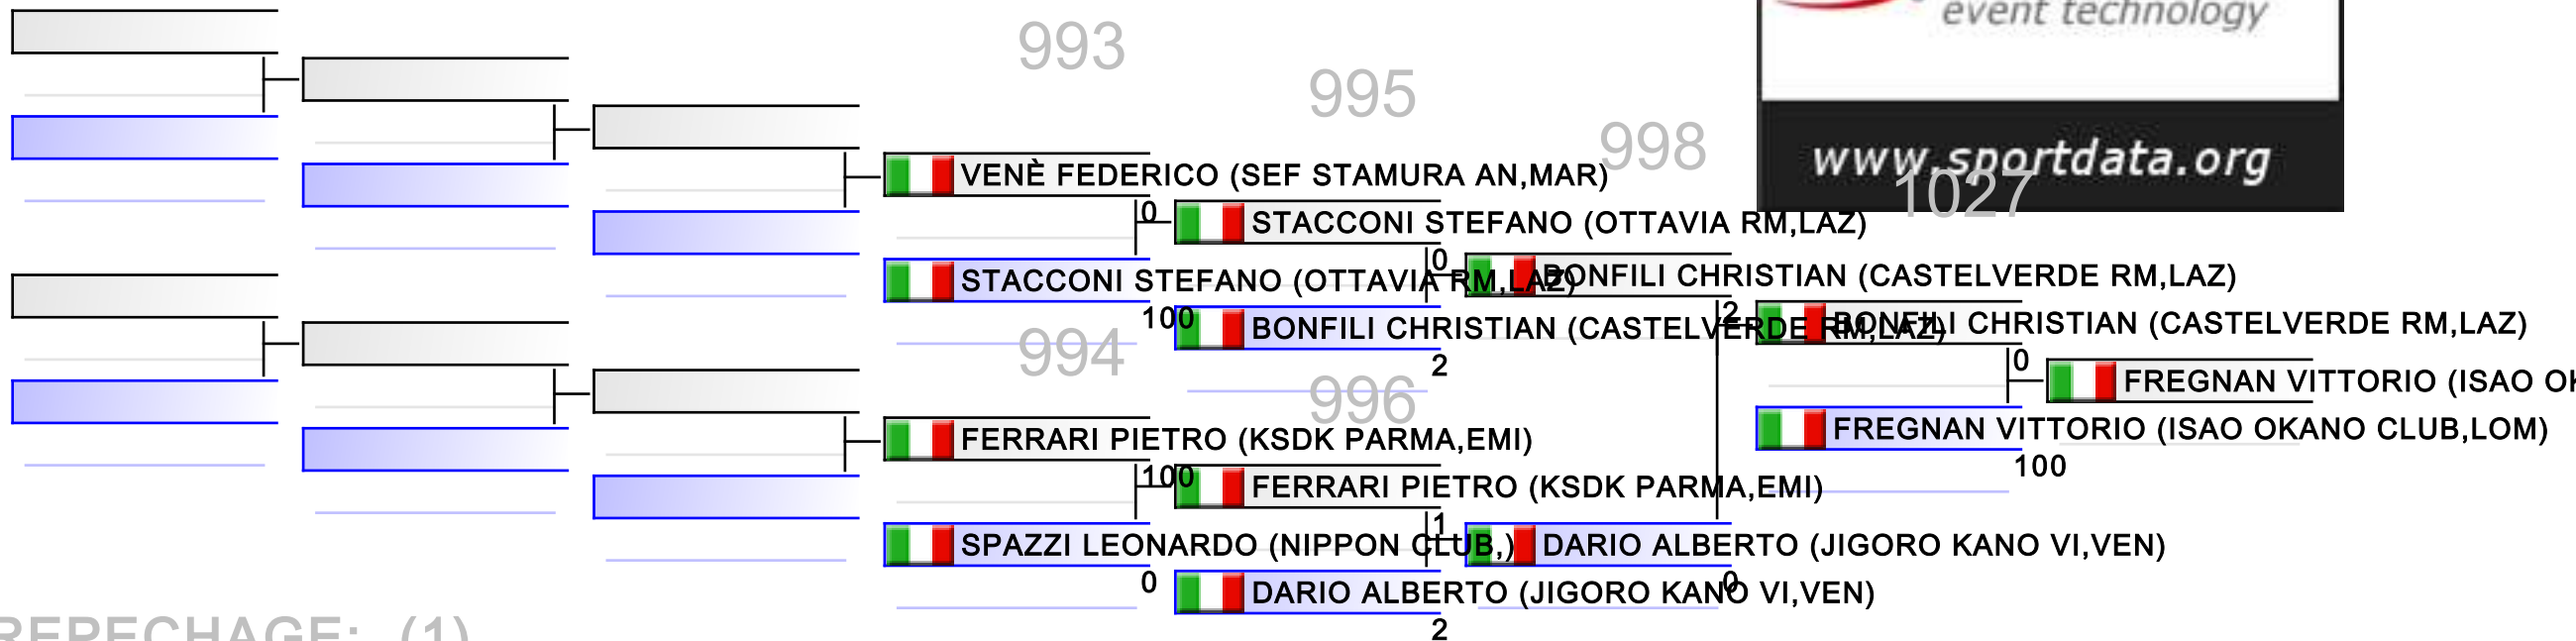 event technology
993
995
998
www.sportdata.org
1027
VENÈ FEDERICO (SEF STAMURA AN,MAR)
0
STACCONI STEFANO (OTTAVIA RM,LAZ)
0
STACCONI STEFANO (OTTAVIA RM,LAZ)
BONFILI CHRISTIAN (CASTELVERDE RM,LAZ)
100
2
BONFILI CHRISTIAN (CASTELVERDE RM,LAZ)
BONFILI CHRISTIAN (CASTELVERDE RM,LAZ)
994
2
0
FREGNAN VITTORIO (ISAO
996
FERRARI PIETRO (KSDK PARMA,EMI)
FREGNAN VITTORIO (ISAO OKANO CLUB,LOM)
100
100
FERRARI PIETRO (KSDK PARMA,EMI)
1
SPAZZI LEONARDO (NIPPON CLUB,)
DARIO ALBERTO (JIGORO KANO VI,VEN)
0
0
DARIO ALBERTO (JIGORO KANO VI,VEN)
2
REPECHAGE: (1)